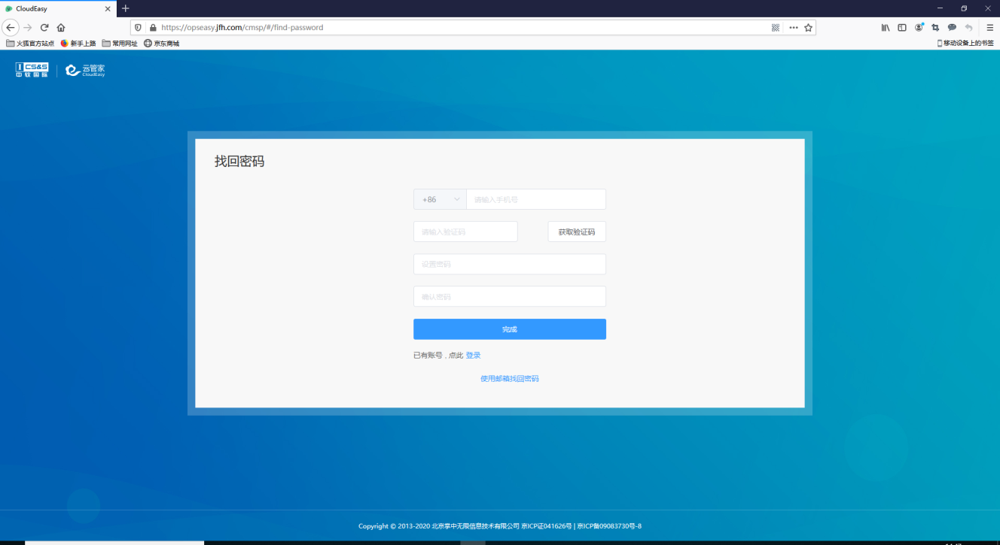 CloudEasy
https://opseasy.jfh.com/cmsp/#/find-password
火狐官方站点 新手上路 常用网址 京东商城 移动设备上的书签
CS&S 云管家
中软国际 CloudEasy
找回密码
+86 请输入手机号
请输入验证码 获取验证码
设置密码
确认密码
完成
已有账号，点此 登录
使用邮箱找回密码
Copyright © 2013-2020 北京掌中无限信息技术有限公司 京ICP证041626号 | 京ICP备09083730号-8